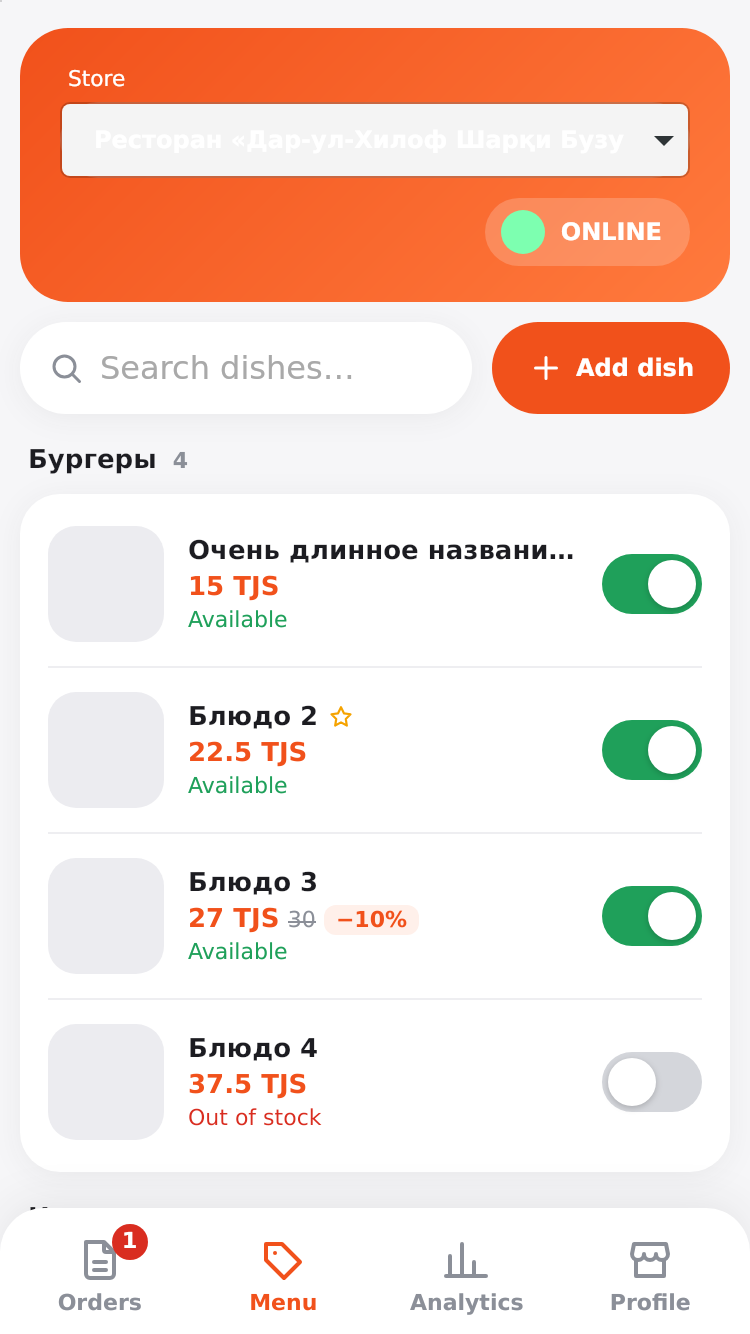 Store
Ресторан «Дар-ул-Хилоф Шарқи Бузу
ONLINE
Search dishes…
Add dish
Бургеры 4
Очень длинное названи…
15 TJS
Available
Блюдо 2
22.5 TJS
Available
Блюдо 3
27 TJS 30 −10%
Available
Блюдо 4
37.5 TJS
Out of stock
1
Orders
Menu
Analytics
Profile